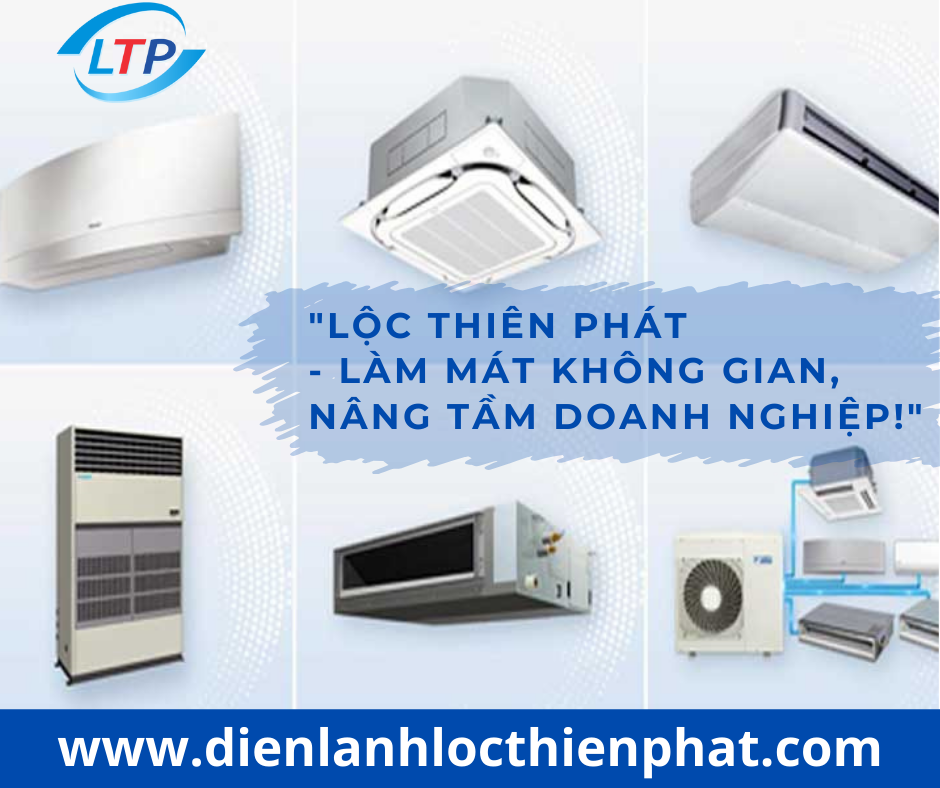 LTP
"LỘC THIÊN PHÁT
- LÀM MÁT KHÔNG GIAN,
NÂNG TẦM DOANH NGHIỆP!"
www.dienlanhlocthienphat.com